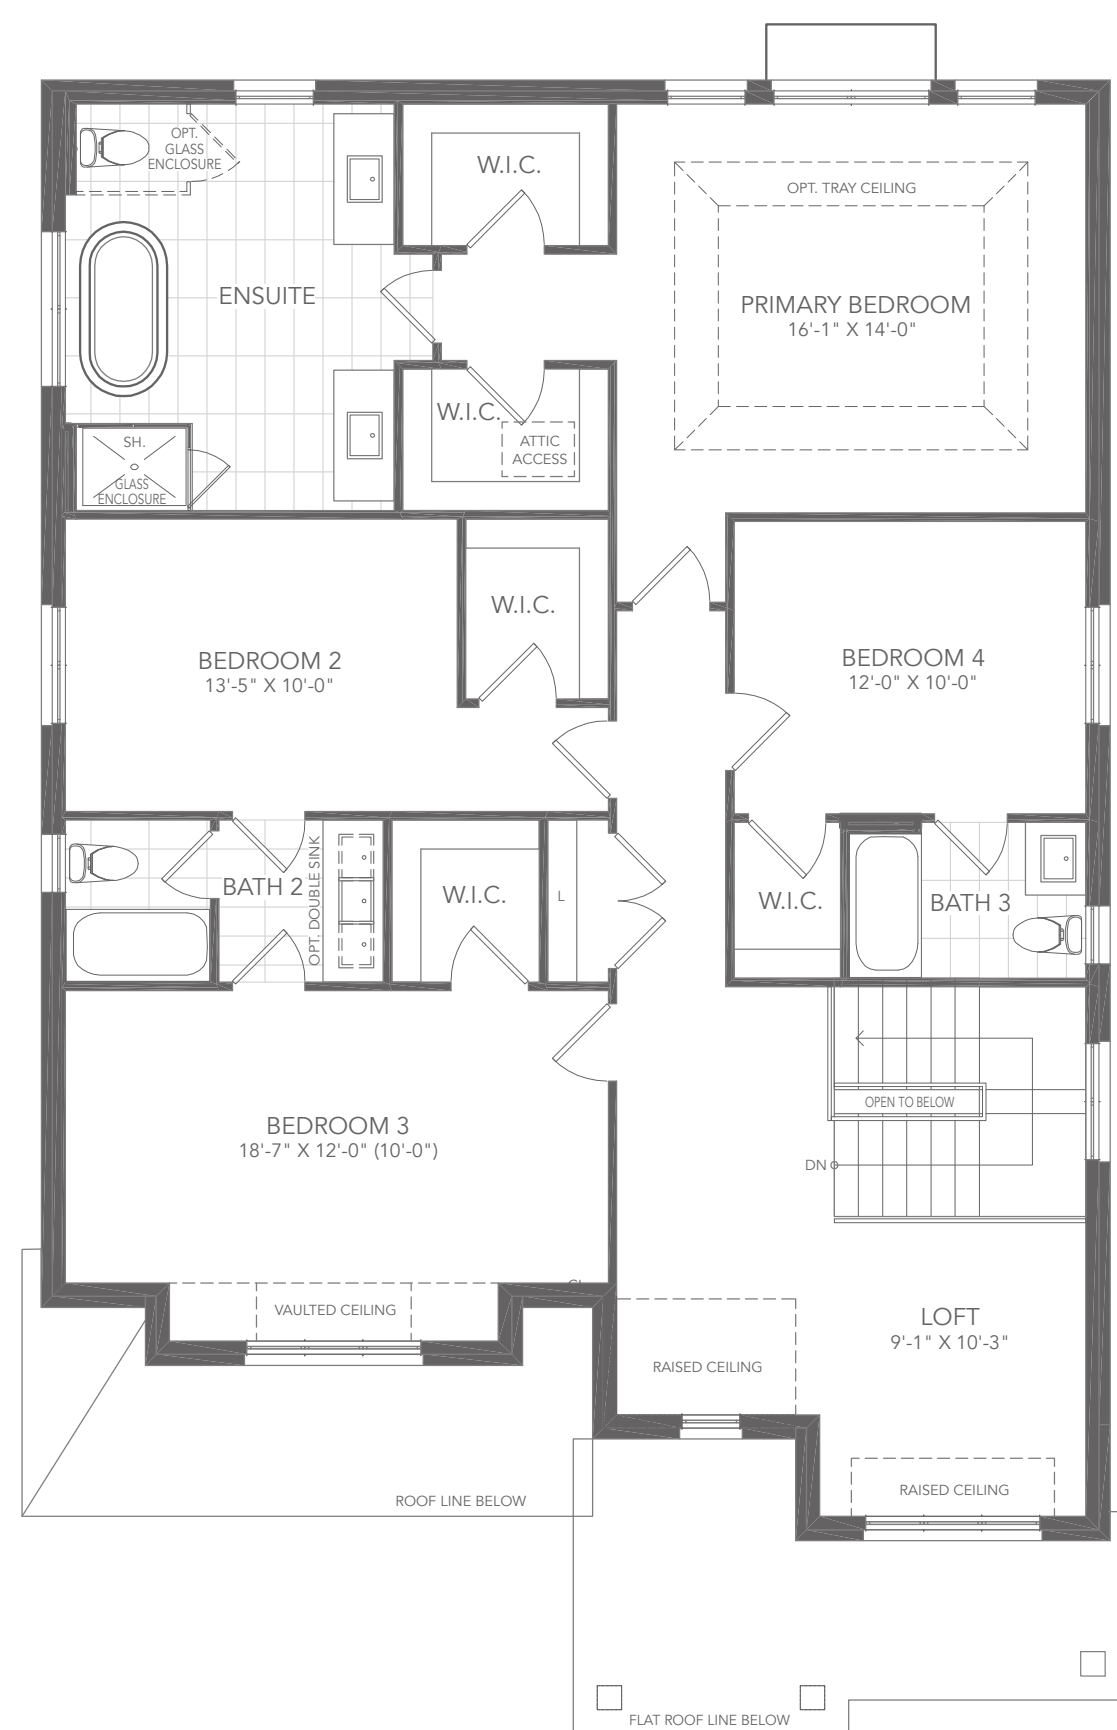 OPT.
GLASS
ENCLOSURE
W.I.C.
OPT. TRAY CEILING
ENSUITE
PRIMARY BEDROOM
16'-1" X 14'-0"
W.I.C.
ATTIC
ACCESS
SH.
GLASS
ENCLOSURE
W.I.C.
BEDROOM 2
13'-5" X 10'-0"
BEDROOM 4
12'-0" X 10'-0"
BATH 2
OPT. DOUBLE SINK
W.I.C.
L
W.I.C.
BATH 3
OPEN TO BELOW
BEDROOM 3
18'-7" X 12'-0" (10'-0")
DN
VAULTED CEILING
LOFT
9'-1" X 10'-3"
RAISED CEILING
RAISED CEILING
ROOF LINE BELOW
FLAT ROOF LINE BELOW